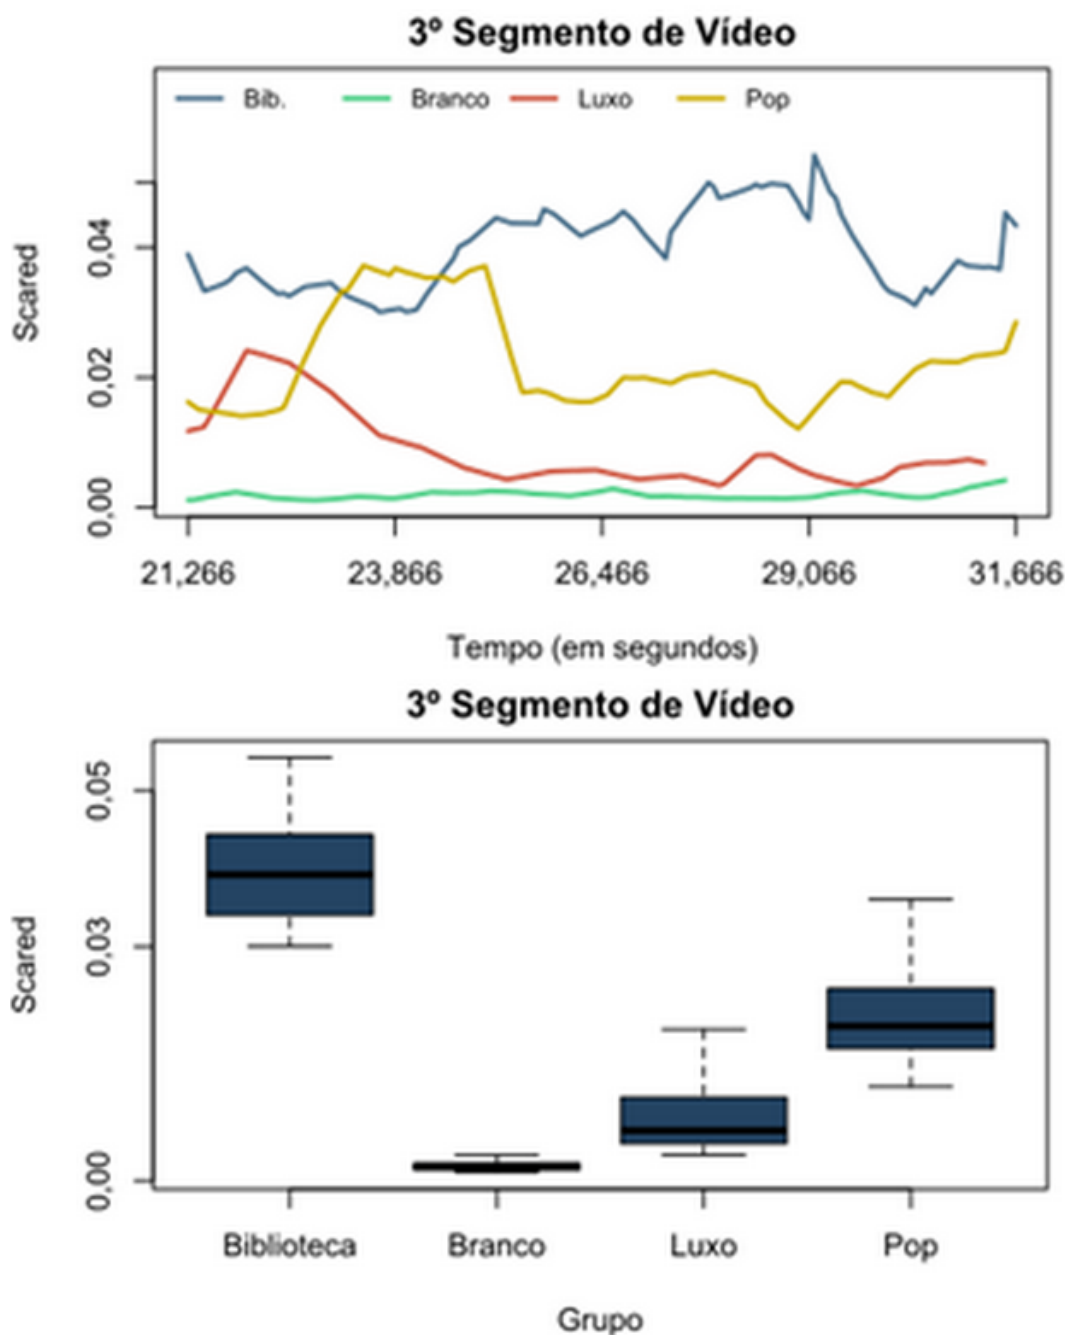 3º Segmento de Vídeo
Bib. Branco Luxo Pop
Scared
0,04
0,02
0,00
21,266 23,866 26,466 29,066 31,666
Tempo (em segundos)
3º Segmento de Vídeo
Scared
0,05
0,03
0,00
Biblioteca Branco Luxo Pop
Grupo